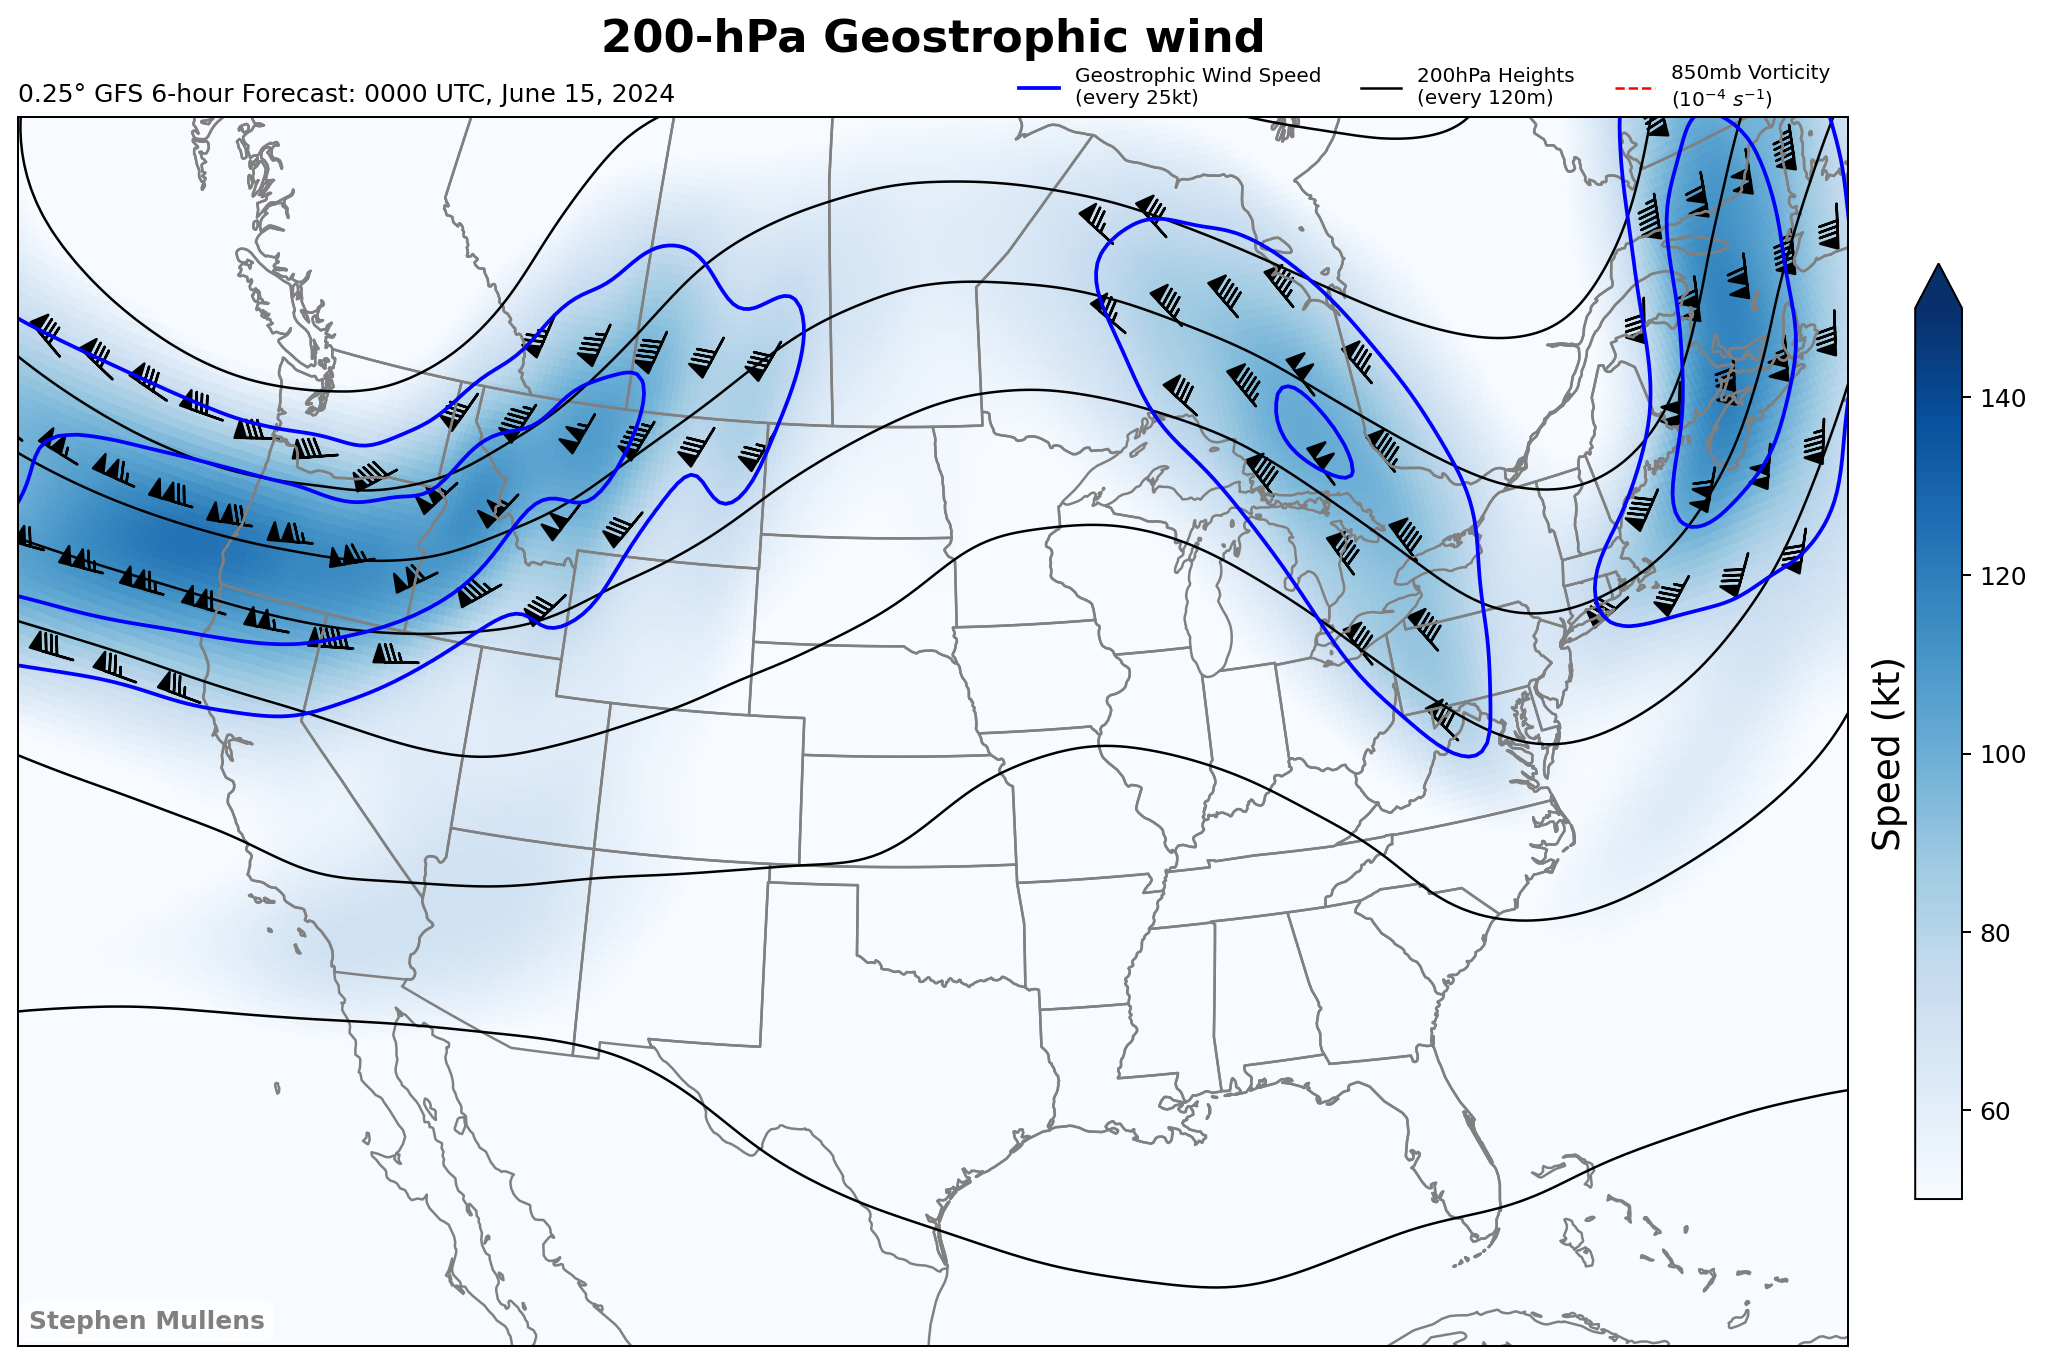 200-hPa Geostrophic wind
0.25° GFS 6-hour Forecast: 0000 UTC, June 15, 2024
Geostrophic Wind Speed
(every 25kt)
200hPa Heights
(every 120m)
850mb Vorticity
(10⁻⁴ s⁻¹)
140
120
100
80
60
Speed (kt)
Stephen Mullens